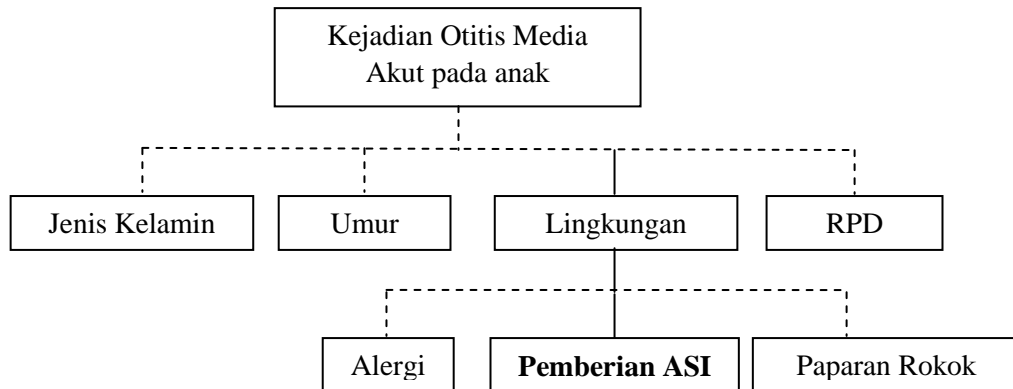 Kejadian Otitis Media
Akut pada anak
Jenis Kelamin
Umur
Lingkungan
RPD
Alergi
Pemberian ASI
Paparan Rokok